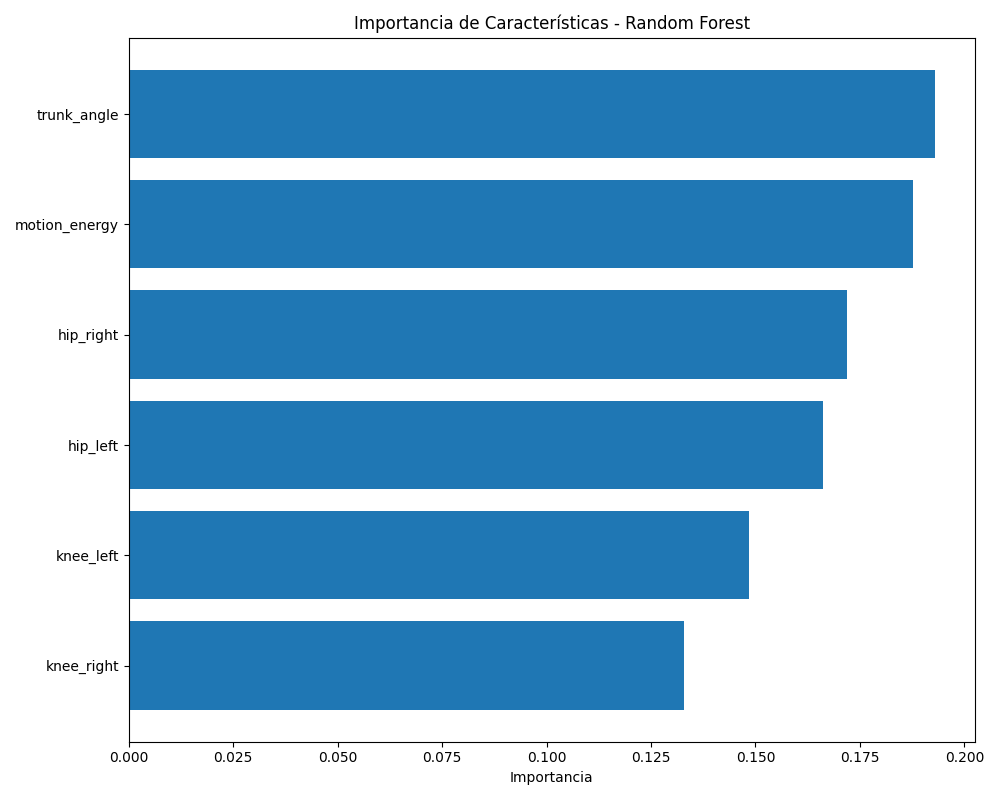 Importancia de Características - Random Forest
trunk_angle
motion_energy
hip_right
hip_left
knee_left
knee_right
0.000 0.025 0.050 0.075 0.100 0.125 0.150 0.175 0.200
Importancia